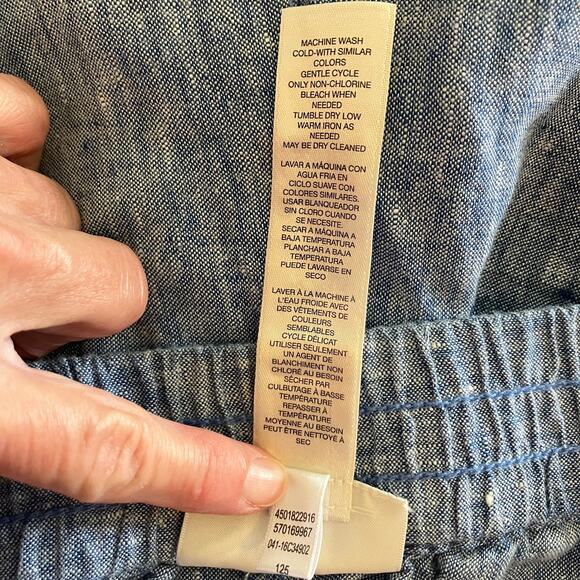 MACHINE WASH
COLD-WITH SIMILAR
COLORS
GENTLE CYCLE
ONLY NON-CHLORINE
BLEACH WHEN
NEEDED
TUMBLE DRY LOW
WARM IRON AS
NEEDED
MAY BE DRY CLEANED
LAVAR A MÁQUINA CON
AGUA FRIA EN
CICLO SUAVE CON
COLORES SIMILARES.
USAR BLANQUEADOR
SIN CLORO CUANDO
SE NECESITE.
SECAR A MÁQUINA A
BAJA TEMPERATURA
PLANCHAR A BAJA
TEMPERATURA
PUEDE LAVARSE EN
SECO
LAVER À LA MACHINE À
L'EAU FROIDE AVEC
DES VÊTEMENTS DE
COULEURS
SEMBLABLES
CYCLE DÉLICAT
UTILISER SEULEMENT
UN AGENT DE
BLANCHIMENT NON
CHLORÉ AU BESOIN
SÉCHER PAR
CULBUTAGE À BASSE
TEMPÉRATURE
REPASSER À
TEMPÉRATURE
MOYENNE AU BESOIN
PEUT ÊTRE NETTOYÉ À
SEC
4501822916
570169967
041-16C34902
125